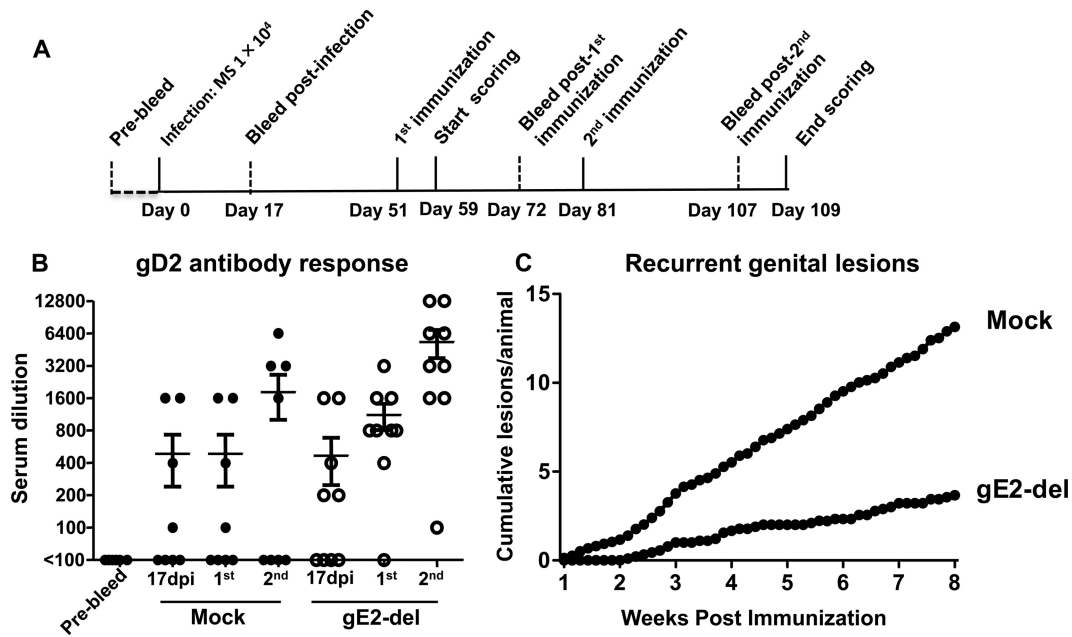 A
Pre-bleed
Infection: MS 1 × 10⁴
Bleed post-infection
1st immunization
Start scoring
Bleed post-1st
immunization
2nd immunization
Bleed post-2nd
immunization
End scoring
Day 0
Day 17
Day 51
Day 59
Day 72
Day 81
Day 107
Day 109
B
gD2 antibody response
Serum dilution
12800
6400
3200
1600
800
400
200
100
<100
Pre-bleed
17dpi
1st
2nd
17dpi
1st
2nd
Mock
gE2-del
C
Recurrent genital lesions
Cumulative lesions/animal
15
10
5
0
Mock
gE2-del
1
2
3
4
5
6
7
8
Weeks Post Immunization